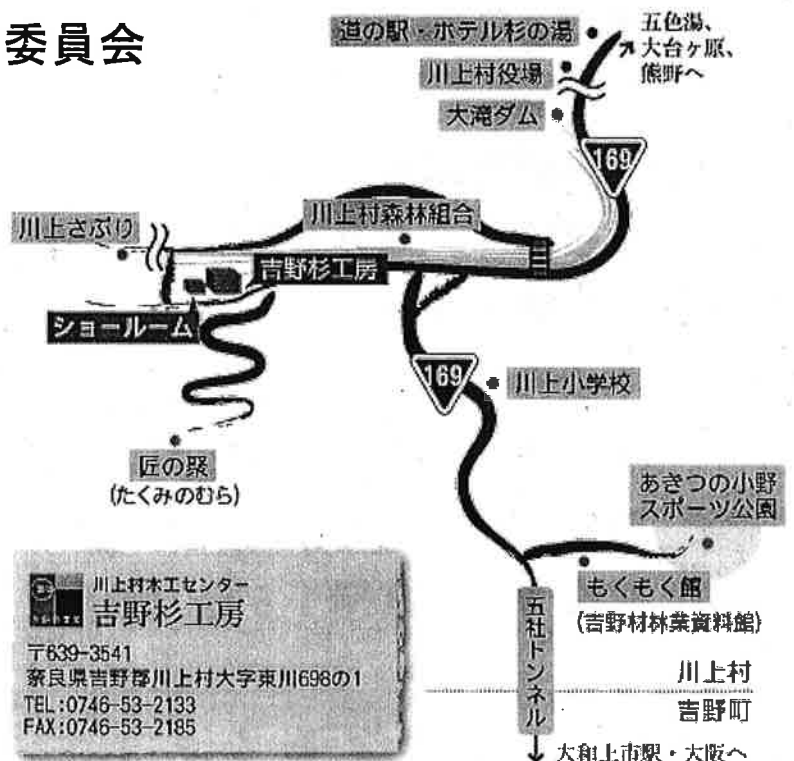 委員会
道の駅・ホテル杉の湯
五色湯、
大台ヶ原、
熊野へ
川上村役場
大滝ダム
169
川上村森林組合
川上さぷり
吉野杉工房
ショールーム
169
川上小学校
匠の聚
(たくみのむら)
あきつの小野
スポーツ公園
もくもく館
(吉野材林業資料館)
五社トンネル
川上村
吉野町
大和上市駅・大阪へ
川上村木工センター
吉野杉工房
〒639-3541
奈良県吉野郡川上村大字東川698の1
TEL:0746-53-2133
FAX:0746-53-2185